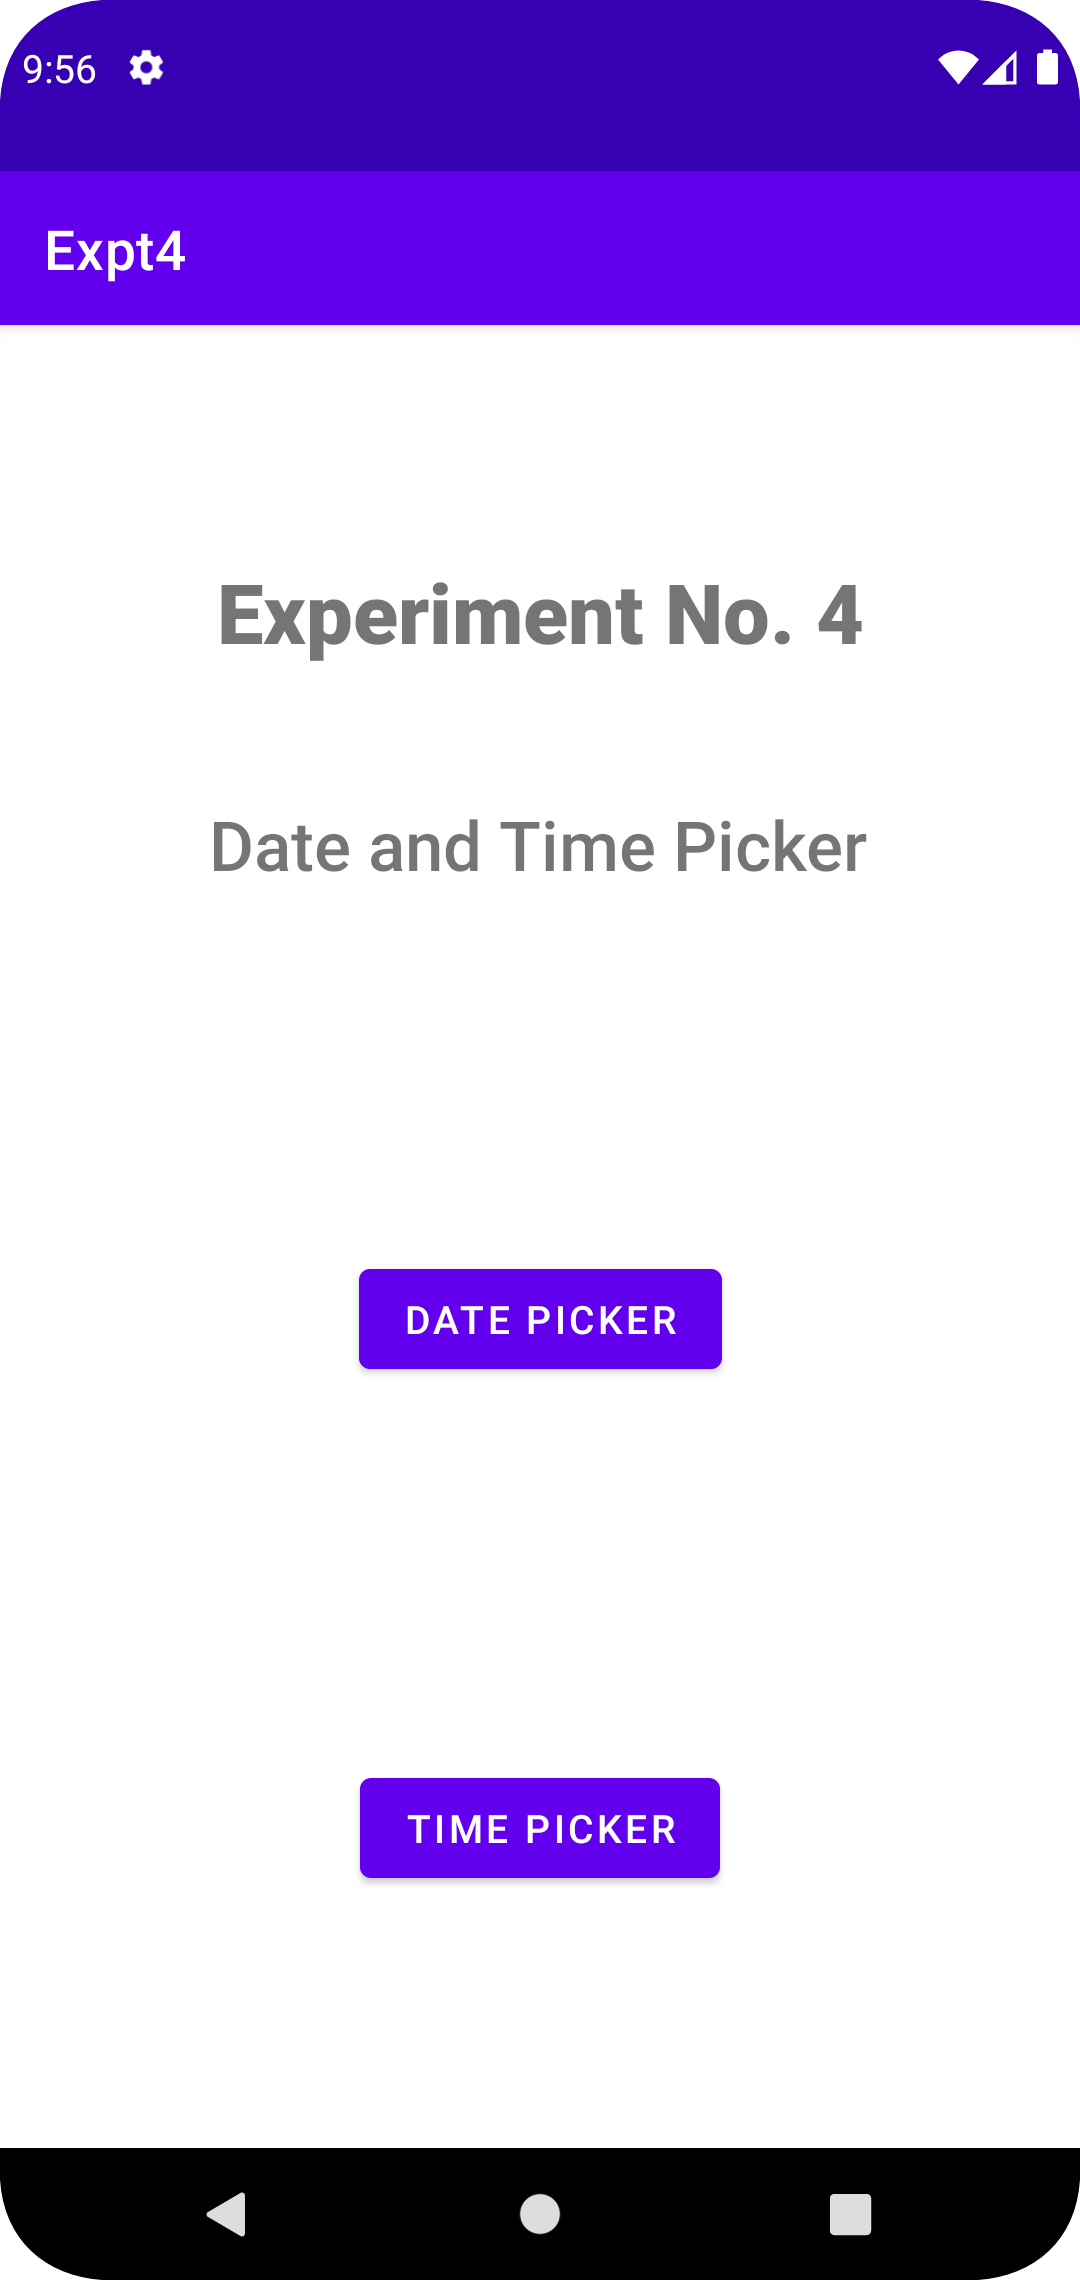 9:56
Expt4
Experiment No. 4
Date and Time Picker
DATE PICKER
TIME PICKER